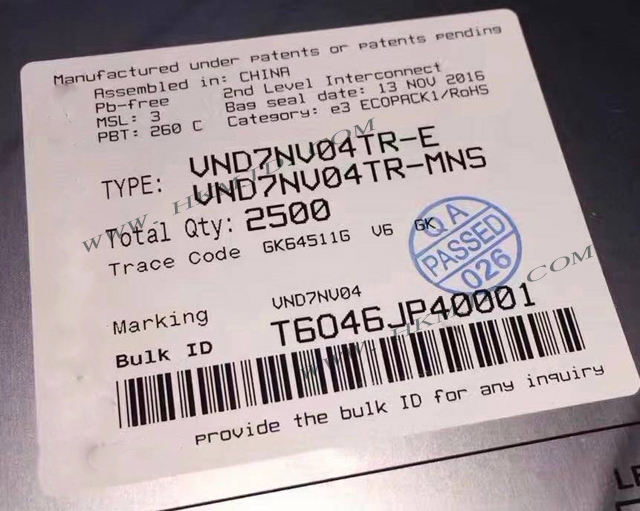 Manufactured under patents or patents pending
Assembled in: CHINA
Pb-free 2nd Level Interconnect
MSL: 3 Bag seal date: 13 NOV 2016
PBT: 260 C Category: e3 ECOPACK1/RoHS
TYPE: VND7NV04TR-E
VND7NV04TR-MNS
Total Qty: 2500
Trace Code GK64511G V6 GK
QA
PASSED
026
Marking VND7NV04
Bulk ID T6046JP40001
Provide the bulk ID for any inquiry
LE